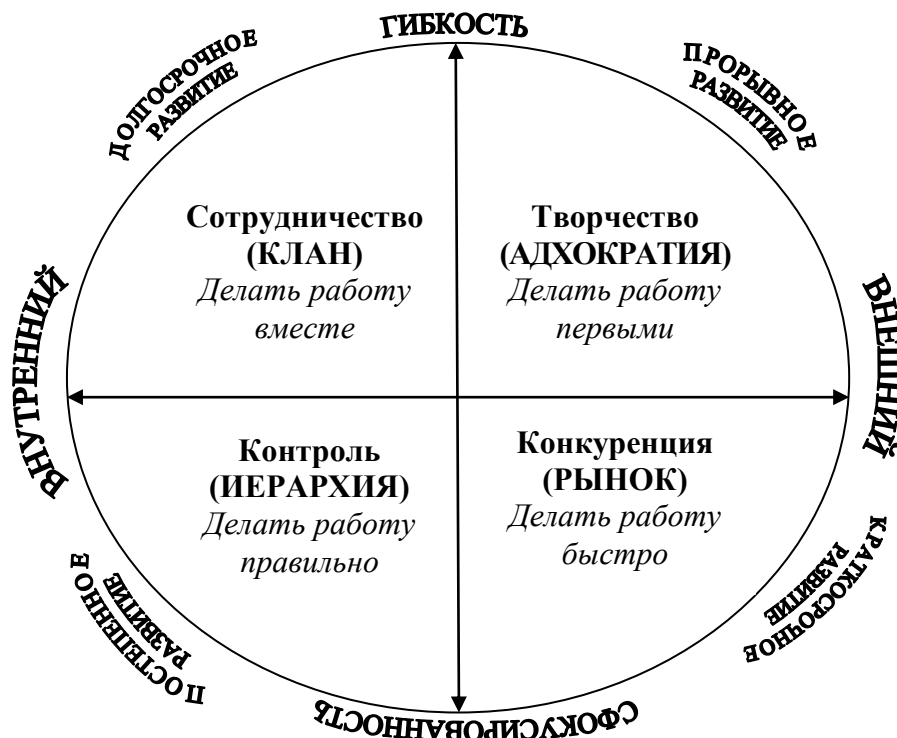 ГИБКОСТЬ
ДОЛГОСРОЧНОЕ
РАЗВИТИЕ
ПРОРЫВНОЕ
РАЗВИТИЕ
Сотрудничество
(КЛАН)
Делать работу
вместе
Творчество
(АДХОКРАТИЯ)
Делать работу
первыми
ВНУТРЕННИЙ
ВНЕШНИЙ
Контроль
(ИЕРАРХИЯ)
Делать работу
правильно
Конкуренция
(РЫНОК)
Делать работу
быстро
ПОСТЕПЕННОЕ
РАЗВИТИЕ
КРАТКОСРОЧНОЕ
РАЗВИТИЕ
СФОКУСИРОВАННОСТЬ